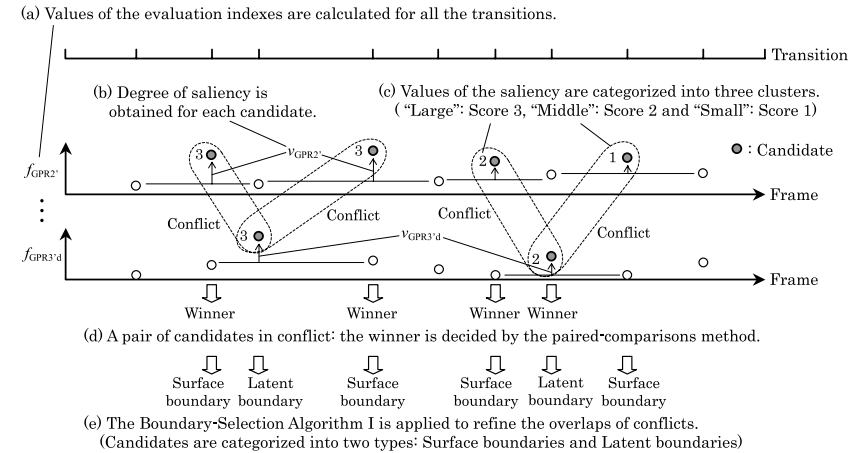 (a) Values of the evaluation indexes are calculated for all the transitions.
Transition
(b) Degree of saliency is
obtained for each candidate.
(c) Values of the saliency are categorized into three clusters.
( “Large”: Score 3, “Middle”: Score 2 and “Small”: Score 1)
fGPR2’
3
vGPR2’
3
2
1
: Candidate
Frame
Conflict
Conflict
Conflict
Conflict
fGPR3’d
3
vGPR3’d
2
Frame
Winner
Winner
Winner
Winner
(d) A pair of candidates in conflict: the winner is decided by the paired-comparisons method.
Surface
boundary
Latent
boundary
Surface
boundary
Surface
boundary
Latent
boundary
Surface
boundary
(e) The Boundary-Selection Algorithm I is applied to refine the overlaps of conflicts.
(Candidates are categorized into two types: Surface boundaries and Latent boundaries)